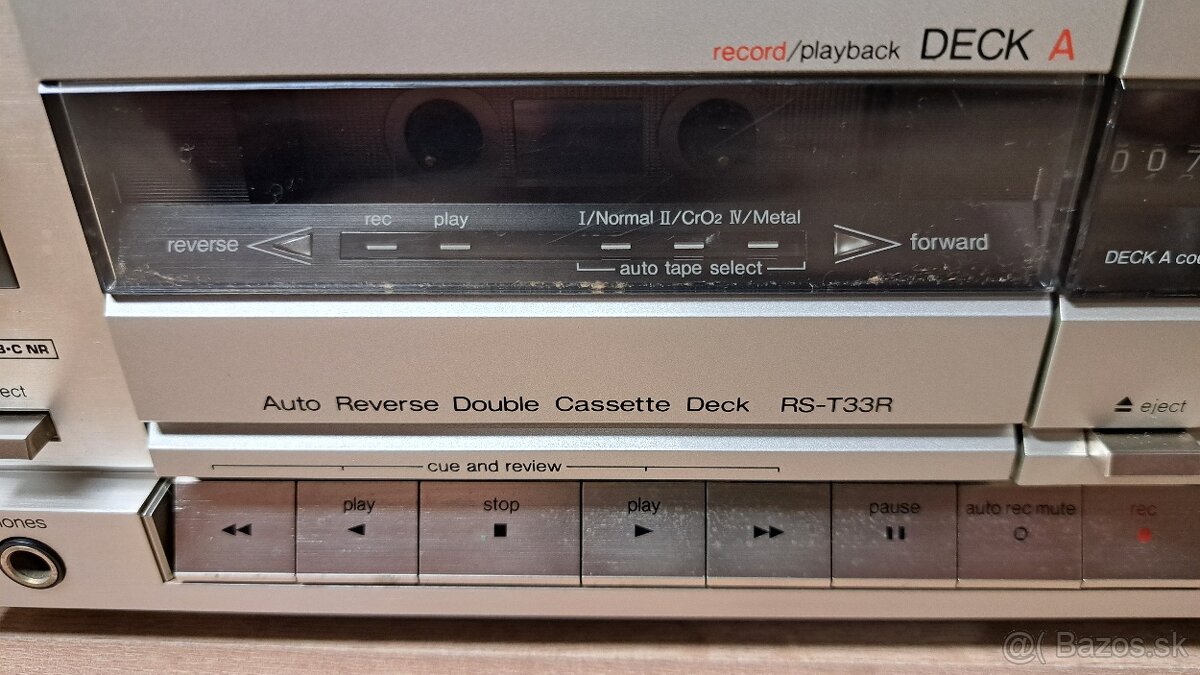 record/playback DECK A
007
rec play I/Normal II/CrO2 IV/Metal
reverse forward
auto tape select
DECK A
B·C NR
Auto Reverse Double Cassette Deck RS-T33R
eject
cue and review
play stop play pause auto rec mute rec
@( Bazos.sk